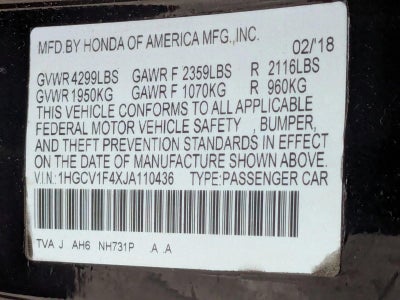 MFD.BY HONDA OF AMERICA MFG.,INC. 02/'18
GVWR 4299LBS GAWR F 2359LBS R 2116LBS
GVWR 1950KG GAWR F 1070KG R 960KG
THIS VEHICLE CONFORMS TO ALL APPLICABLE
FEDERAL MOTOR VEHICLE SAFETY , BUMPER,
AND THEFT PREVENTION STANDARDS IN EFFECT
ON THE DATE OF MANUFACTURE SHOWN ABOVE.
V.I.N.:1HGCV1F4XJA110436 TYPE:PASSENGER CAR
TVA J AH6 NH731P .A .A